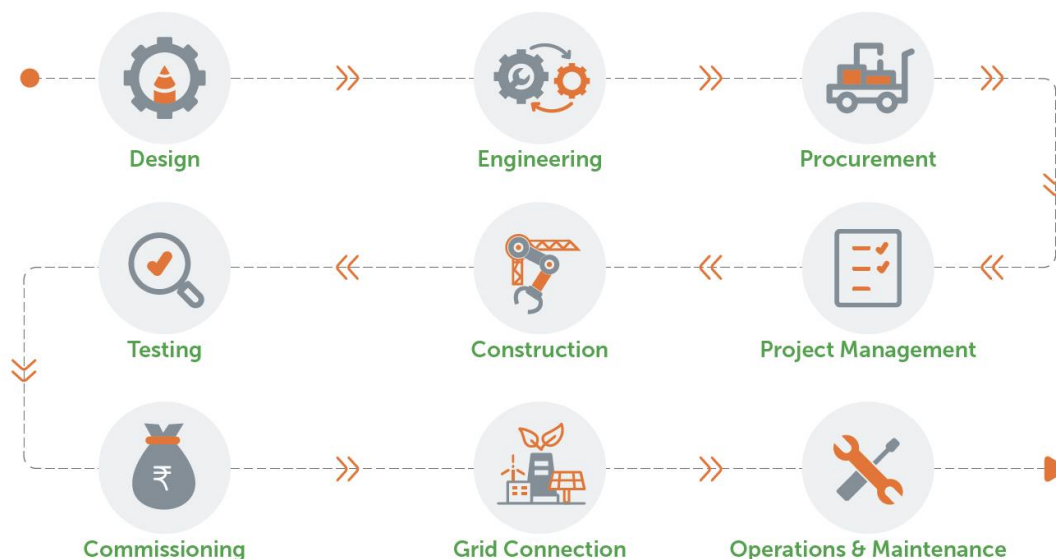 Design
Engineering
Procurement
Project Management
Construction
Testing
₹
Commissioning
Grid Connection
Operations & Maintenance